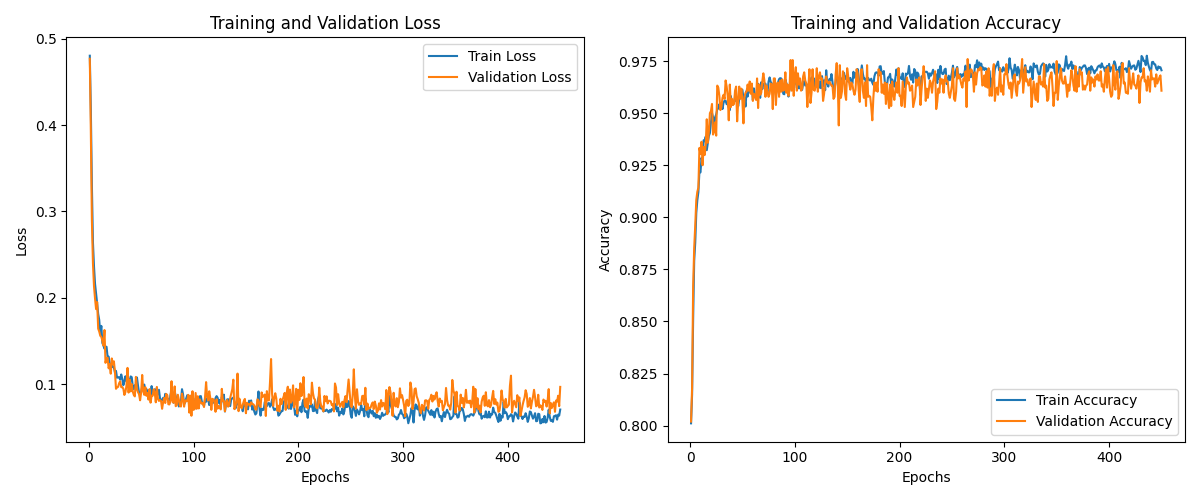 Training and Validation Loss
Train Loss
Validation Loss
0.5
0.4
0.3
0.2
0.1
Loss
0 100 200 300 400
Epochs
Training and Validation Accuracy
0.975
0.950
0.925
0.900
0.875
0.850
0.825
0.800
Accuracy
Train Accuracy
Validation Accuracy
0 100 200 300 400
Epochs